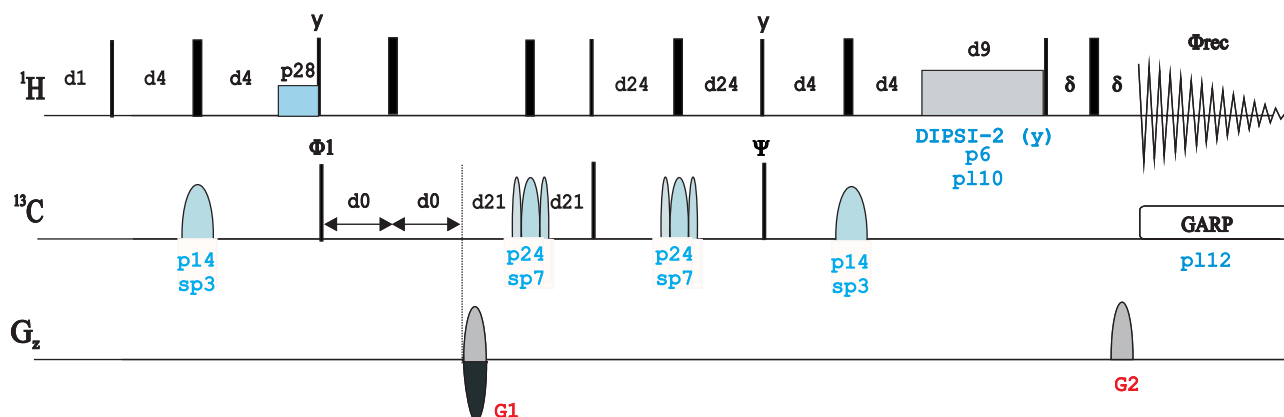 y y Φrec
¹H d1 d4 d4 p28 d24 d24 d4 d4 d9 δ δ
DIPSI-2 (y)
p6
pl10
Φ1 Ψ
¹³C d0 d0 d21 d21 GARP
p14 p24 p24 p14 pl12
sp3 sp7 sp7 sp3
Gz
G1 G2